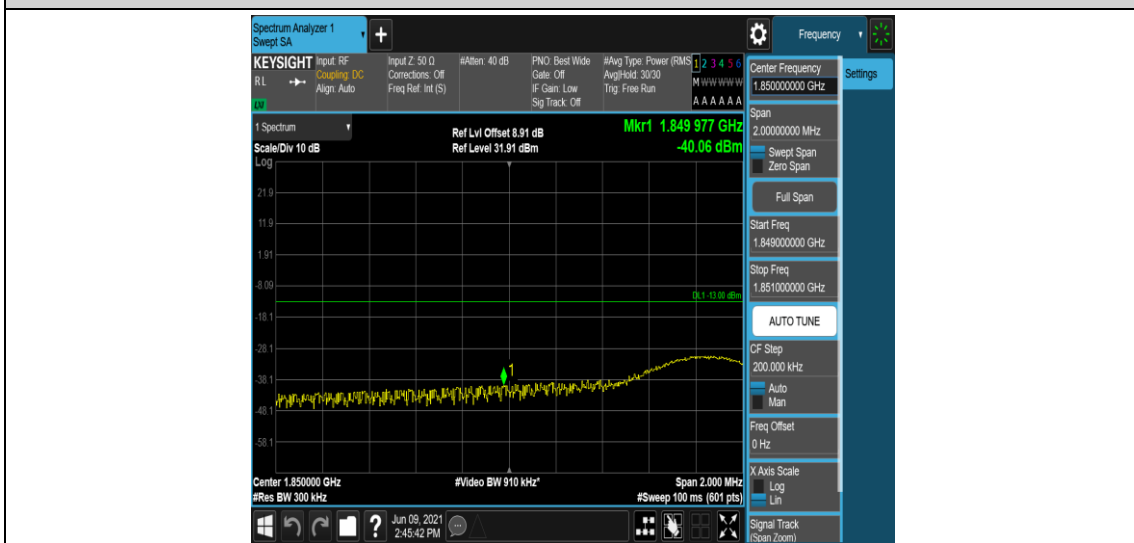 Spectrum Analyzer 1
Swept SA
+
Frequency
KEYSIGHT
RL
LXI
Input: RF
Coupling: DC
Align: Auto
Input Z: 50 Ω
Corrections: Off
Freq Ref: Int (S)
#Atten: 40 dB
PNO: Best Wide
Gate: Off
IF Gain: Low
Sig Track: Off
#Avg Type: Power (RMS
Avg|Hold: 30/30
Trig: Free Run
1 2 3 4 5 6
M W W W W W
A A A A A A
Center Frequency
1.850000000 GHz
Settings
Span
2.00000000 MHz
Swept Span
Zero Span
Full Span
Start Freq
1.849000000 GHz
Stop Freq
1.851000000 GHz
AUTO TUNE
CF Step
200.000 kHz
Auto
Man
Freq Offset
0 Hz
X Axis Scale
Log
Lin
Signal Track
(Span Zoom)
1 Spectrum
Scale/Div 10 dB
Ref Lvl Offset 8.91 dB
Ref Level 31.91 dBm
Mkr1 1.849 977 GHz
-40.06 dBm
Log
21.9
11.9
1.91
-8.09
DL1 -13.00 dBm
-18.1
-28.1
1
-38.1
-48.1
-58.1
Center 1.850000 GHz
#Video BW 910 kHz*
Span 2.000 MHz
#Res BW 300 kHz
#Sweep 100 ms (601 pts)
?
Jun 09, 2021
2:45:42 PM